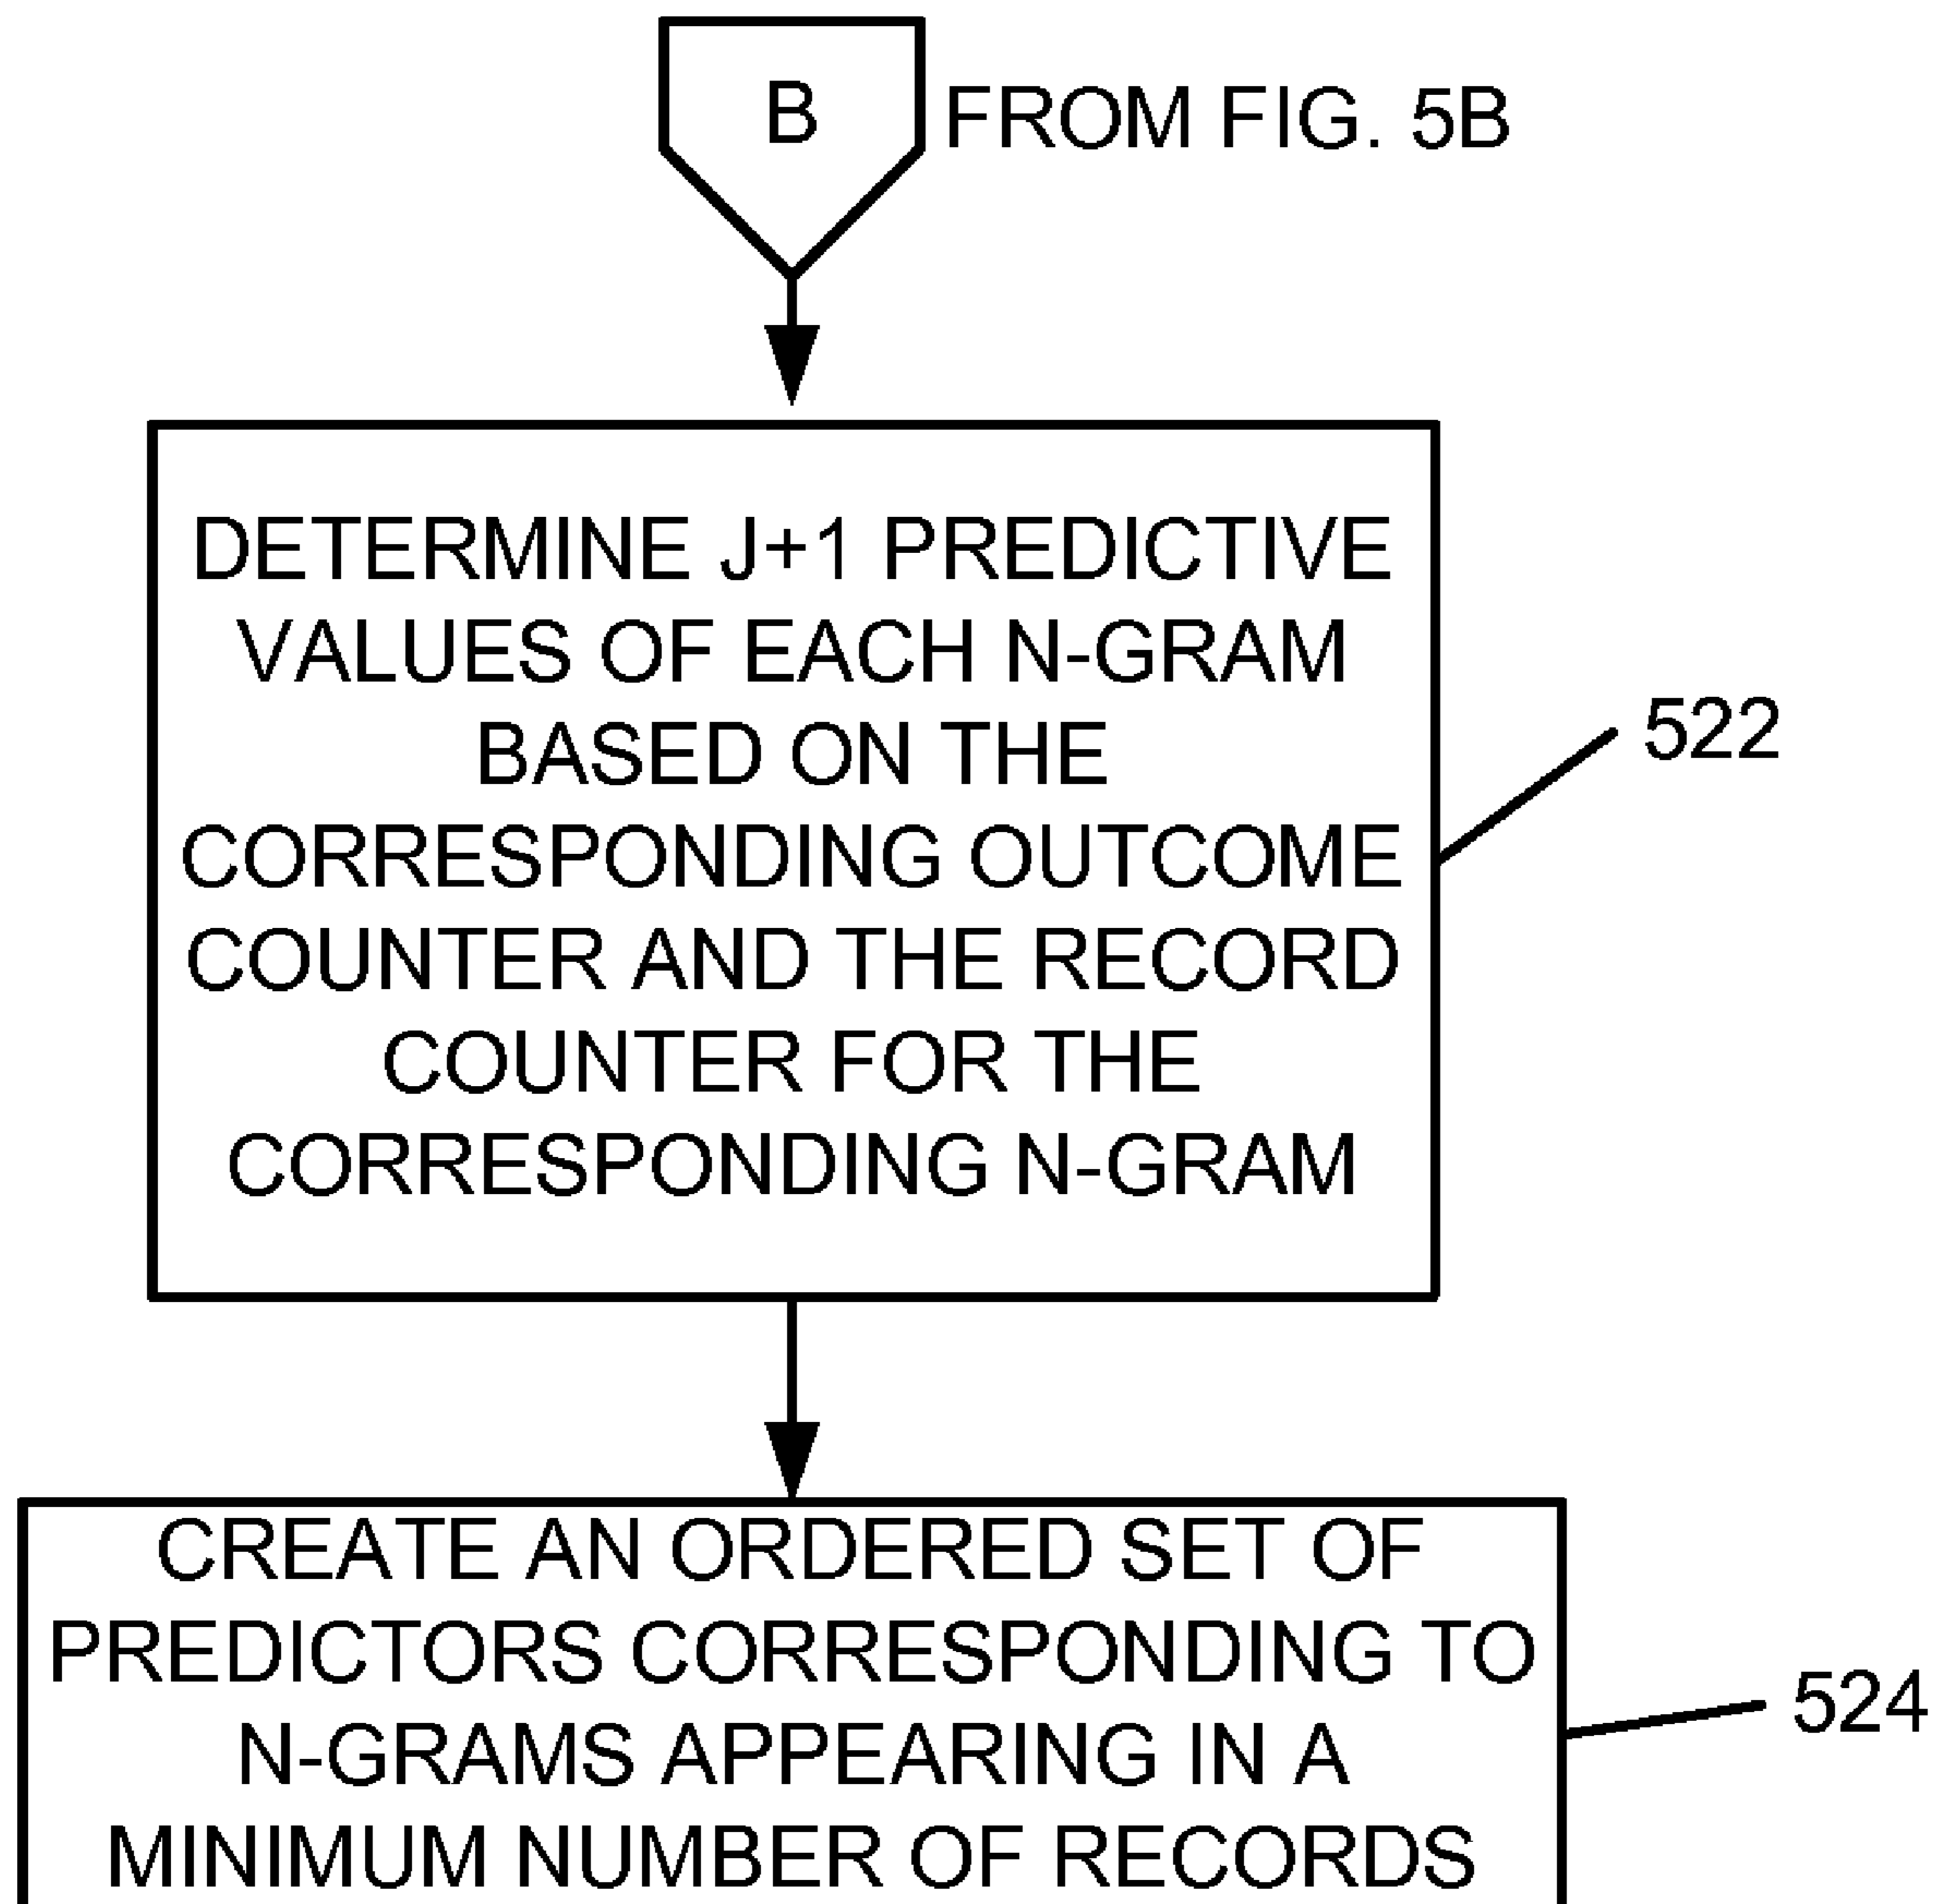 B FROM FIG. 5B
DETERMINE J+1 PREDICTIVE
VALUES OF EACH N-GRAM
BASED ON THE
CORRESPONDING OUTCOME
COUNTER AND THE RECORD
COUNTER FOR THE
CORRESPONDING N-GRAM
522
CREATE AN ORDERED SET OF
PREDICTORS CORRESPONDING TO
N-GRAMS APPEARING IN A
MINIMUM NUMBER OF RECORDS
524